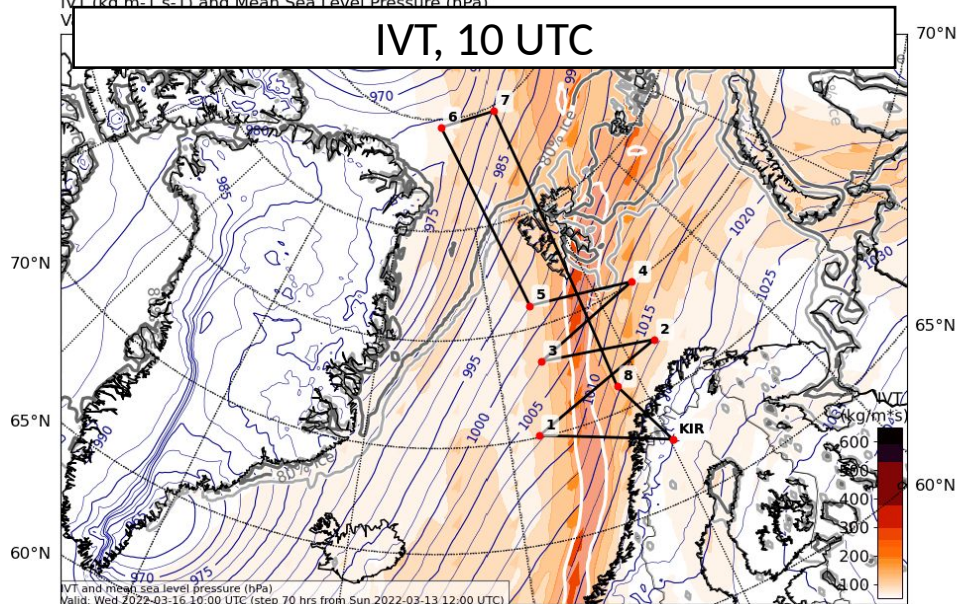 IVT (kg m-1 s-1) and Mean Sea Level Pressure (hPa)
IVT, 10 UTC
70°N
970
7
6
980
80% ice
985
985
975
1020
1030
70°N
4
1025
5
1015
65°N
2
3
995
8
1010
1005
1000
65°N
1
KIR
990
IVT
(kg/m*s)
600
80% ice
500
60°N
400
300
60°N
200
970
975
100
IVT and mean sea level pressure (hPa)
Valid: Wed 2022-03-16 10:00 UTC (step 70 hrs from Sun 2022-03-13 12:00 UTC)